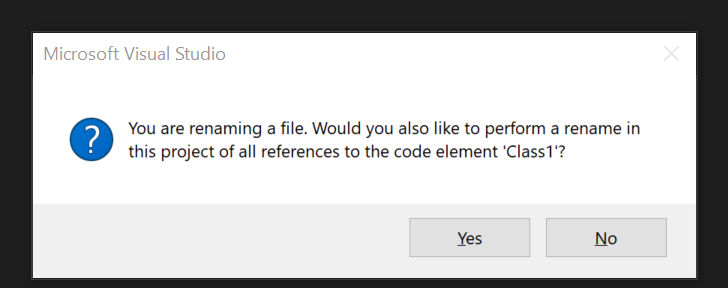 Microsoft Visual Studio
?
You are renaming a file. Would you also like to perform a rename in
this project of all references to the code element 'Class1'?
Yes
No